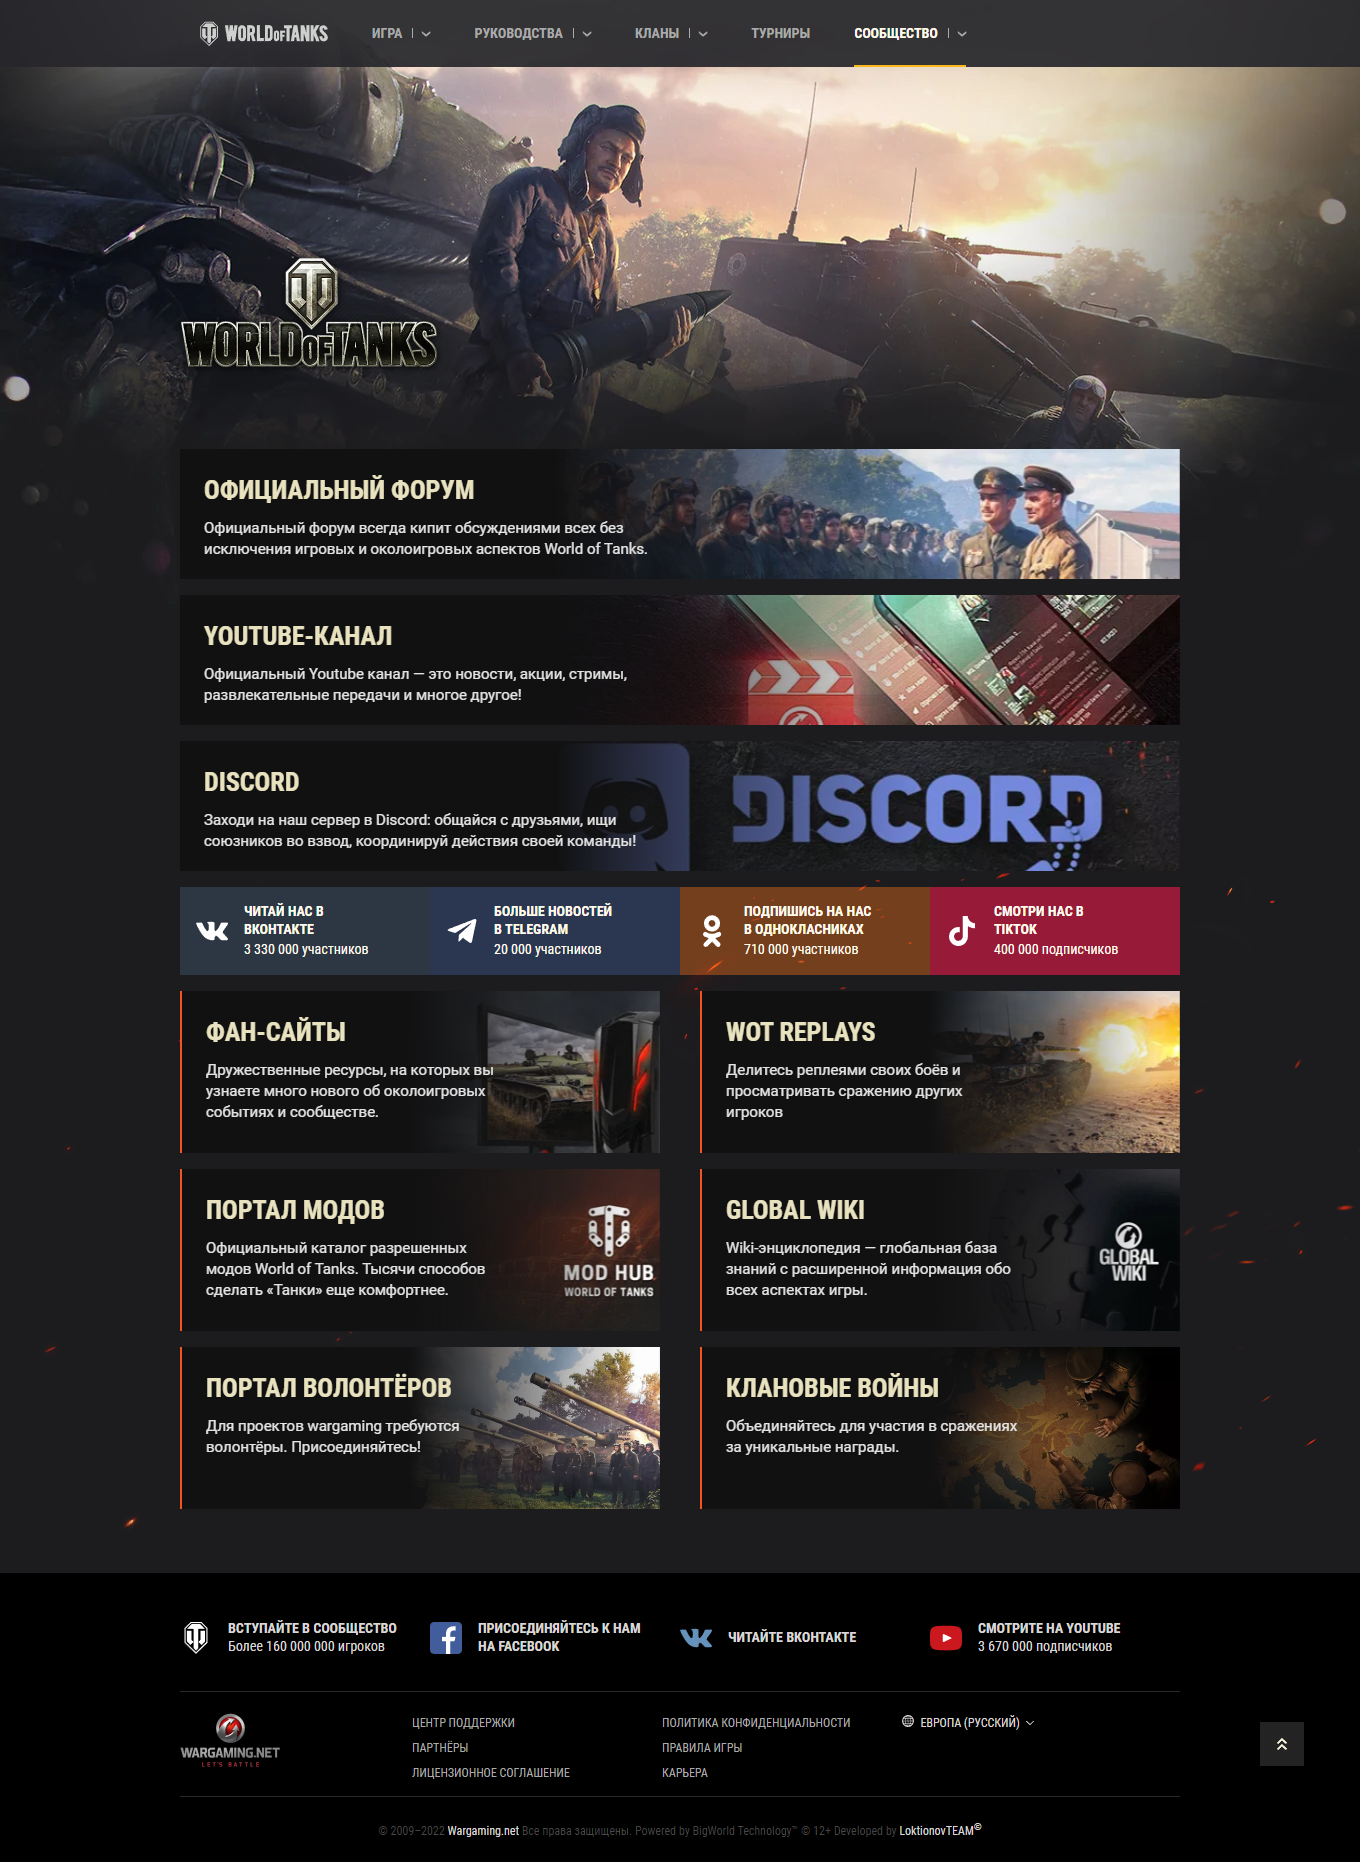 WORLD OF TANKS
ИГРА
РУКОВОДСТВА
КЛАНЫ
ТУРНИРЫ
СООБЩЕСТВО
WORLD OF TANKS
ОФИЦИАЛЬНЫЙ ФОРУМ
Официальный форум всегда кипит обсуждениями всех без
исключения игровых и околоигровых аспектов World of Tanks.
YOUTUBE-КАНАЛ
Официальный Youtube канал — это новости, акции, стримы,
развлекательные передачи и многое другое!
DISCORD
DISCORD
Заходи на наш сервер в Discord: общайся с друзьями, ищи
союзников во взвод, координируй действия своей команды!
ЧИТАЙ НАС В
ВКОНТАКТЕ
3 330 000 участников
БОЛЬШЕ НОВОСТЕЙ
В TELEGRAM
20 000 участников
ПОДПИШИСЬ НА НАС
В ОДНОКЛАСНИКАХ
710 000 участников
СМОТРИ НАС В
TIKTOK
400 000 подписчиков
ФАН-САЙТЫ
Дружественные ресурсы, на которых вы
узнаете много нового об околоигровых
событиях и сообществе.
WOT REPLAYS
Делитесь реплеями своих боёв и
просматривать сражению других
игроков
ПОРТАЛ МОДОВ
Официальный каталог разрешенных
модов World of Tanks. Тысячи способов
сделать «Танки» еще комфортнее.
MOD HUB
WORLD OF TANKS
GLOBAL WIKI
Wiki-энциклопедия — глобальная база
знаний с расширенной информация обо
всех аспектах игры.
GLOBAL
WIKI
ПОРТАЛ ВОЛОНТЁРОВ
Для проектов wargaming требуются
волонтёры. Присоединяйтесь!
КЛАНОВЫЕ ВОЙНЫ
Объединяйтесь для участия в сражениях
за уникальные награды.
ВСТУПАЙТЕ В СООБЩЕСТВО
Более 160 000 000 игроков
ПРИСОЕДИНЯЙТЕСЬ К НАМ
НА FACEBOOK
ЧИТАЙТЕ ВКОНТАКТЕ
СМОТРИТЕ НА YOUTUBE
3 670 000 подписчиков
WARGAMING.NET
LET'S BATTLE
ЦЕНТР ПОДДЕРЖКИ
ПАРТНЁРЫ
ЛИЦЕНЗИОННОЕ СОГЛАШЕНИЕ
ПОЛИТИКА КОНФИДЕНЦИАЛЬНОСТИ
ПРАВИЛА ИГРЫ
КАРЬЕРА
ЕВРОПА (РУССКИЙ)
© 2009–2022 Wargaming.net Все права защищены. Powered by BigWorld Technology™ © 12+ Developed by LoktionovTEAM©